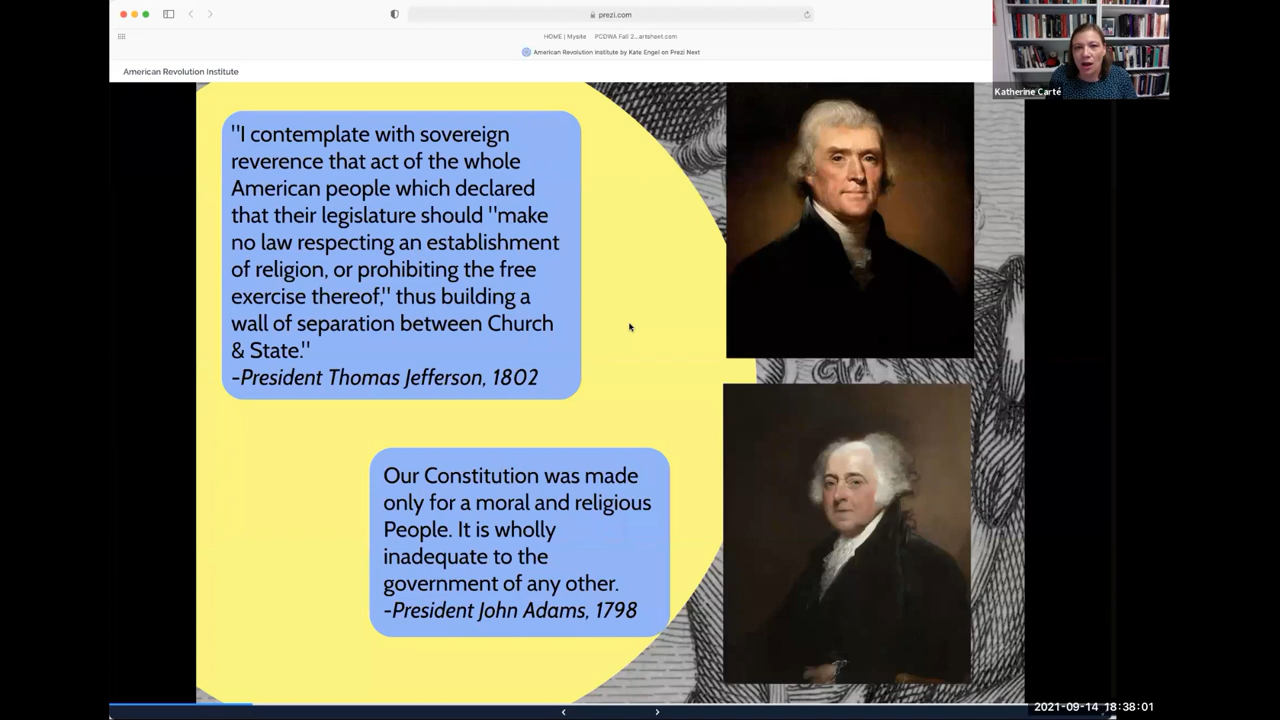 prezi.com
HOME | Mysite
PCDWA Fall 2...artsheet.com
American Revolution Institute by Kate Engel on Prezi Next
American Revolution Institute
Katherine Carté
"I contemplate with sovereign
reverence that act of the whole
American people which declared
that their legislature should "make
no law respecting an establishment
of religion, or prohibiting the free
exercise thereof," thus building a
wall of separation between Church
& State."
-President Thomas Jefferson, 1802
Our Constitution was made
only for a moral and religious
People. It is wholly
inadequate to the
government of any other.
-President John Adams, 1798
2021-09-14 18:38:01